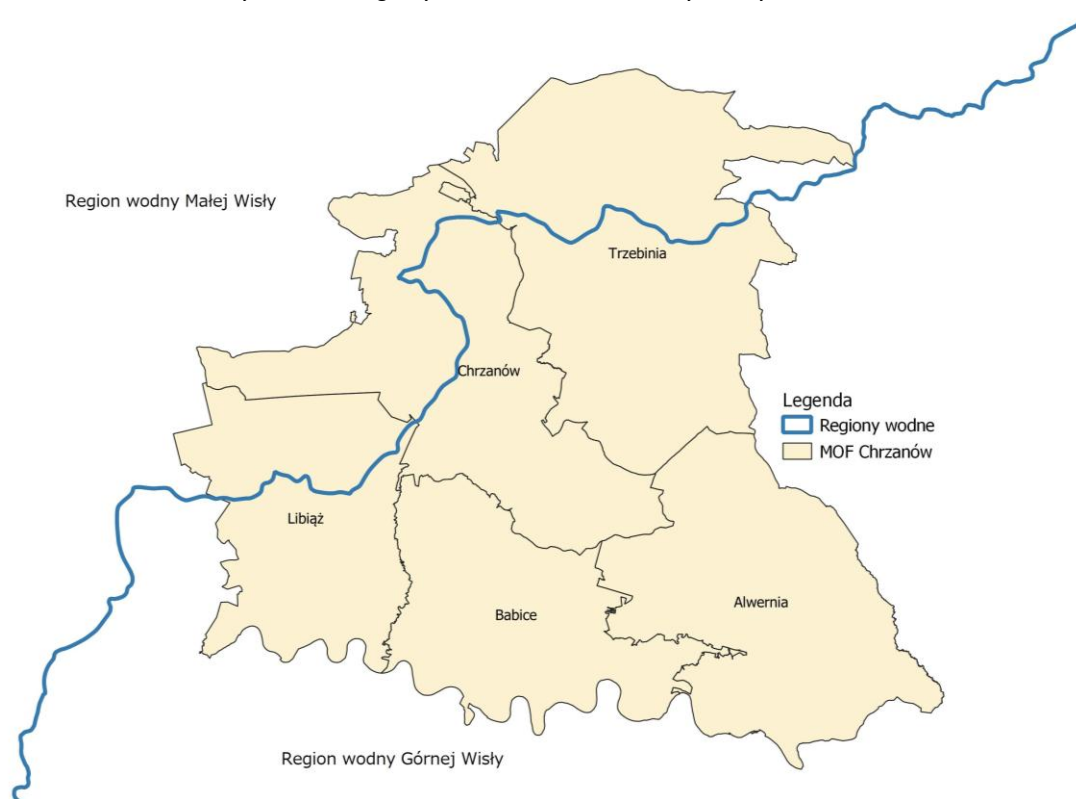 Region wodny Małej Wisły
Trzebinia
Chrzanów
Legenda
Regiony wodne
MOF Chrzanów
Libiąż
Babice
Alwernia
Region wodny Górnej Wisły